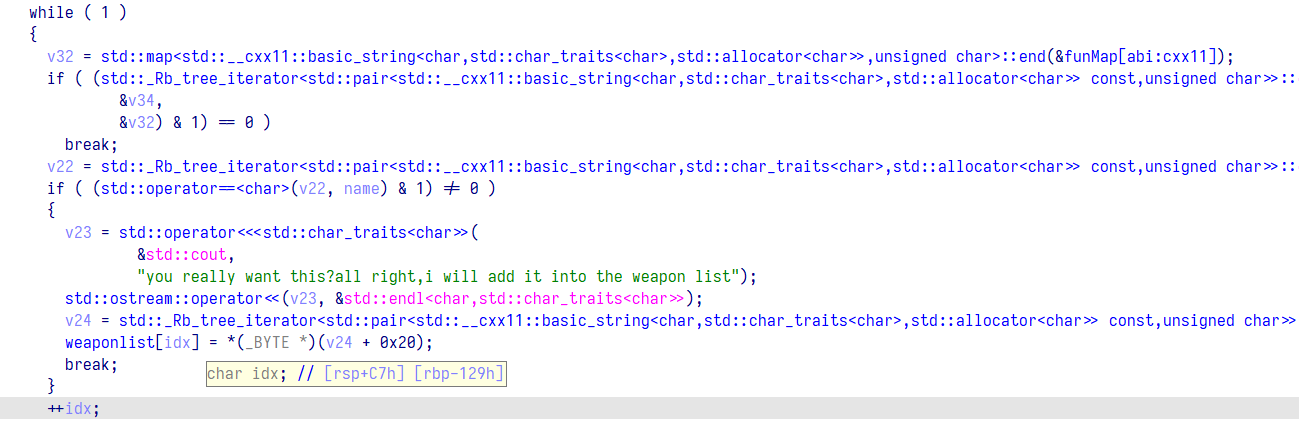 while ( 1 )
{
v32 = std::map<std::__cxx11::basic_string<char,std::char_traits<char>,std::allocator<char>>,unsigned char>::end(&funMap[abi:cxx11]);
if ( (std::_Rb_tree_iterator<std::pair<std::__cxx11::basic_string<char,std::char_traits<char>,std::allocator<char>> const,unsigned char>>::
&v34,
&v32) & 1) == 0 )
break;
v22 = std::_Rb_tree_iterator<std::pair<std::__cxx11::basic_string<char,std::char_traits<char>,std::allocator<char>> const,unsigned char>>::
if ( (std::operator==<char>(v22, name) & 1) != 0 )
{
v23 = std::operator<<<std::char_traits<char>>(
&std::cout,
"you really want this?all right,i will add it into the weapon list");
std::ostream::operator<<(v23, &std::endl<char,std::char_traits<char>>);
v24 = std::_Rb_tree_iterator<std::pair<std::__cxx11::basic_string<char,std::char_traits<char>,std::allocator<char>> const,unsigned char>>
weaponlist[idx] = *(_BYTE *)(v24 + 0x20);
break;
char idx; // [rsp+C7h] [rbp-129h]
}
++idx;